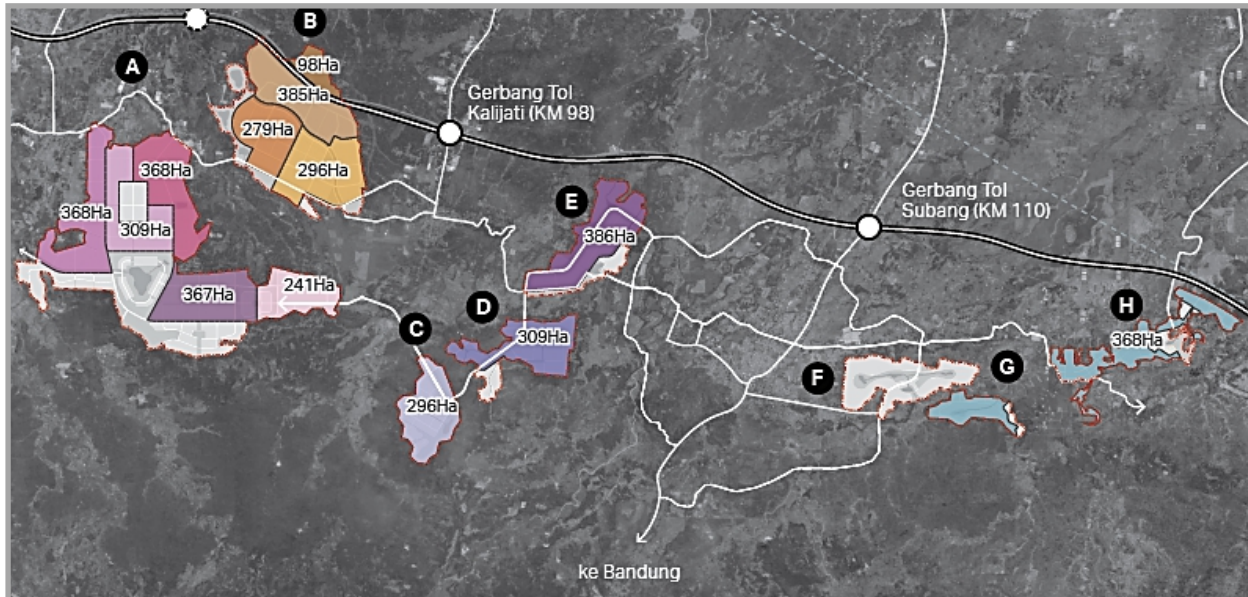 B
A
98Ha
385Ha
Gerbang Tol
Kalijati (KM 98)
279Ha
296Ha
368Ha
368Ha
309Ha
E
Gerbang Tol
Subang (KM 110)
386Ha
367Ha
241Ha
D
C
309Ha
H
368Ha
F
G
296Ha
ke Bandung